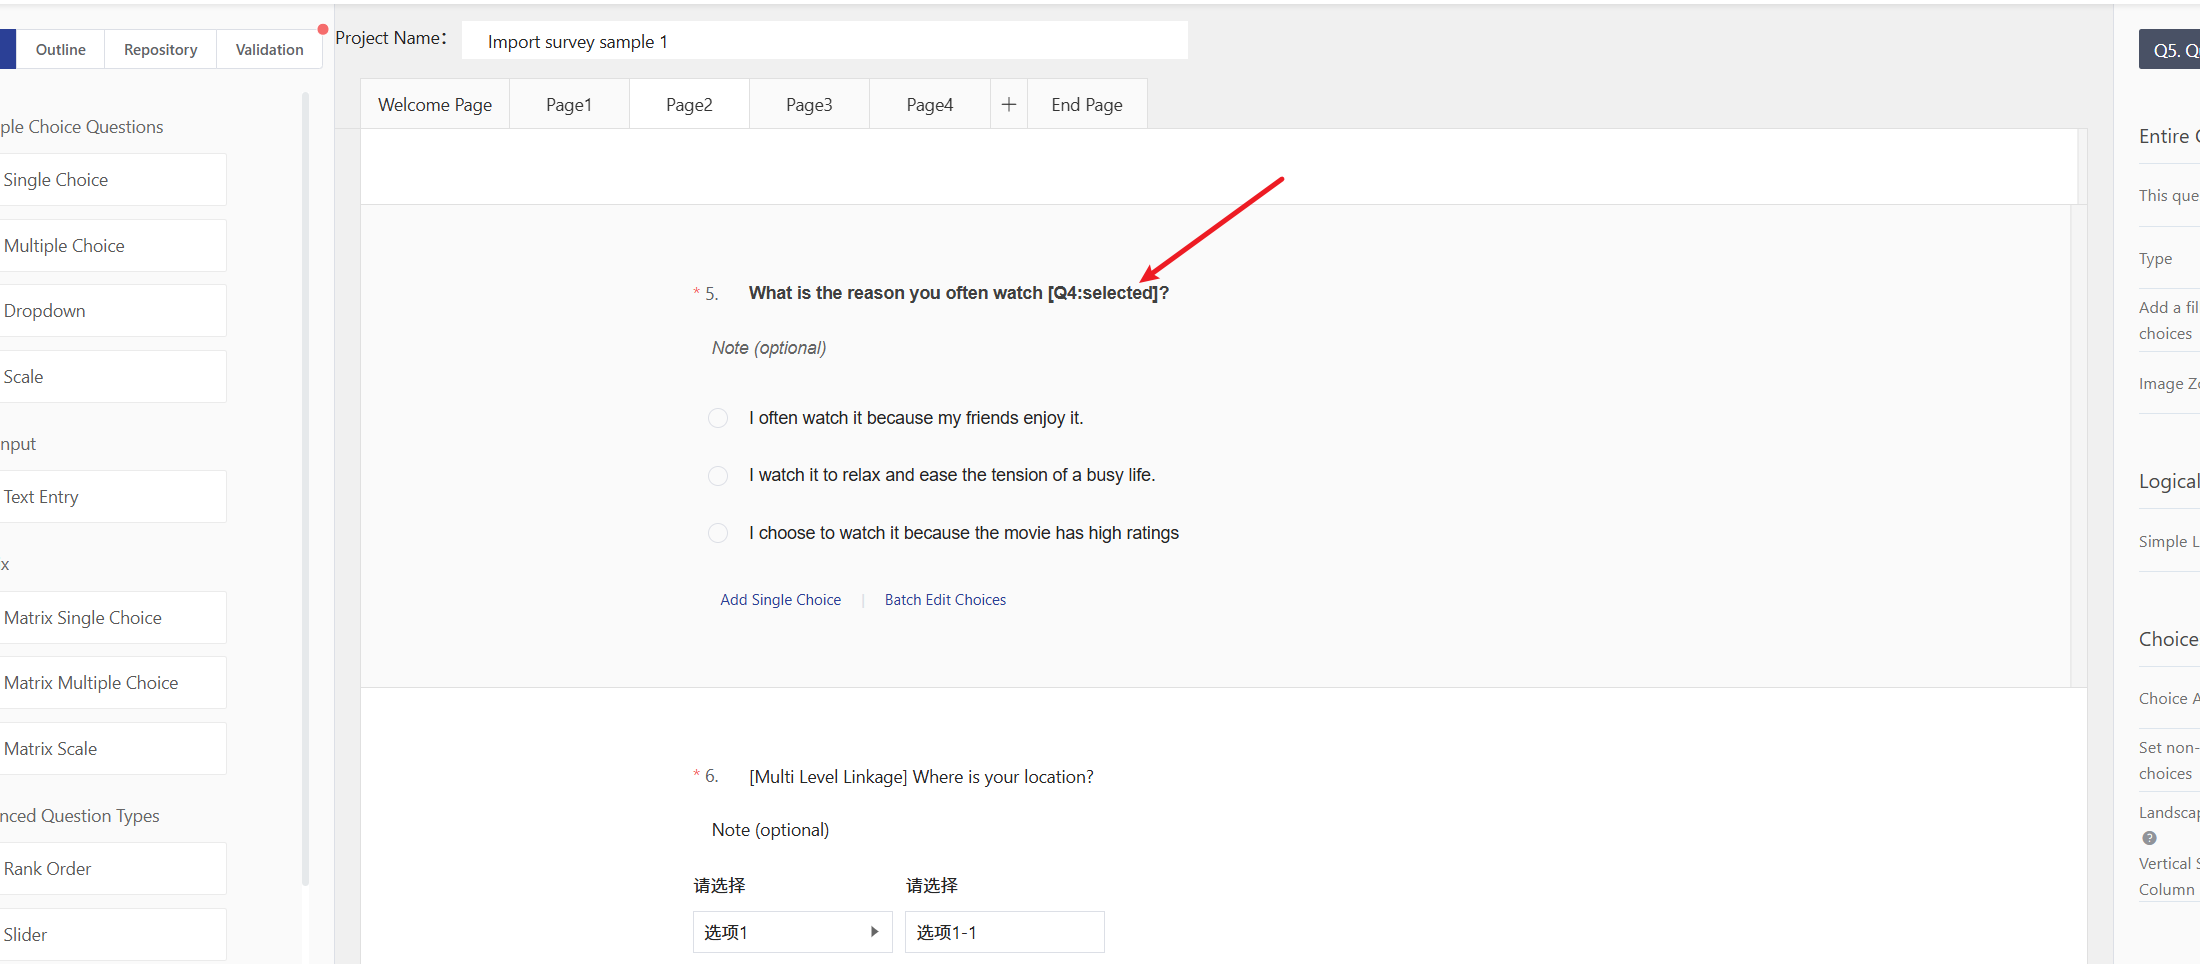 Outline
Repository
Validation
Project Name:
Import survey sample 1
Q5. Q
Welcome Page
Page1
Page2
Page3
Page4
+
End Page
ple Choice Questions
Single Choice
Multiple Choice
Dropdown
Scale
nput
Text Entry
x
Matrix Single Choice
Matrix Multiple Choice
Matrix Scale
nced Question Types
Rank Order
Slider
* 5. What is the reason you often watch [Q4:selected]?
Note (optional)
I often watch it because my friends enjoy it.
I watch it to relax and ease the tension of a busy life.
I choose to watch it because the movie has high ratings
Add Single Choice | Batch Edit Choices
* 6. [Multi Level Linkage] Where is your location?
Note (optional)
请选择 请选择
选项1 选项1-1
Entire
This que
Type
Add a fil
choices
Image Zo
Logical
Simple L
Choice
Choice A
Set non-
choices
Landscap
?
Vertical S
Column